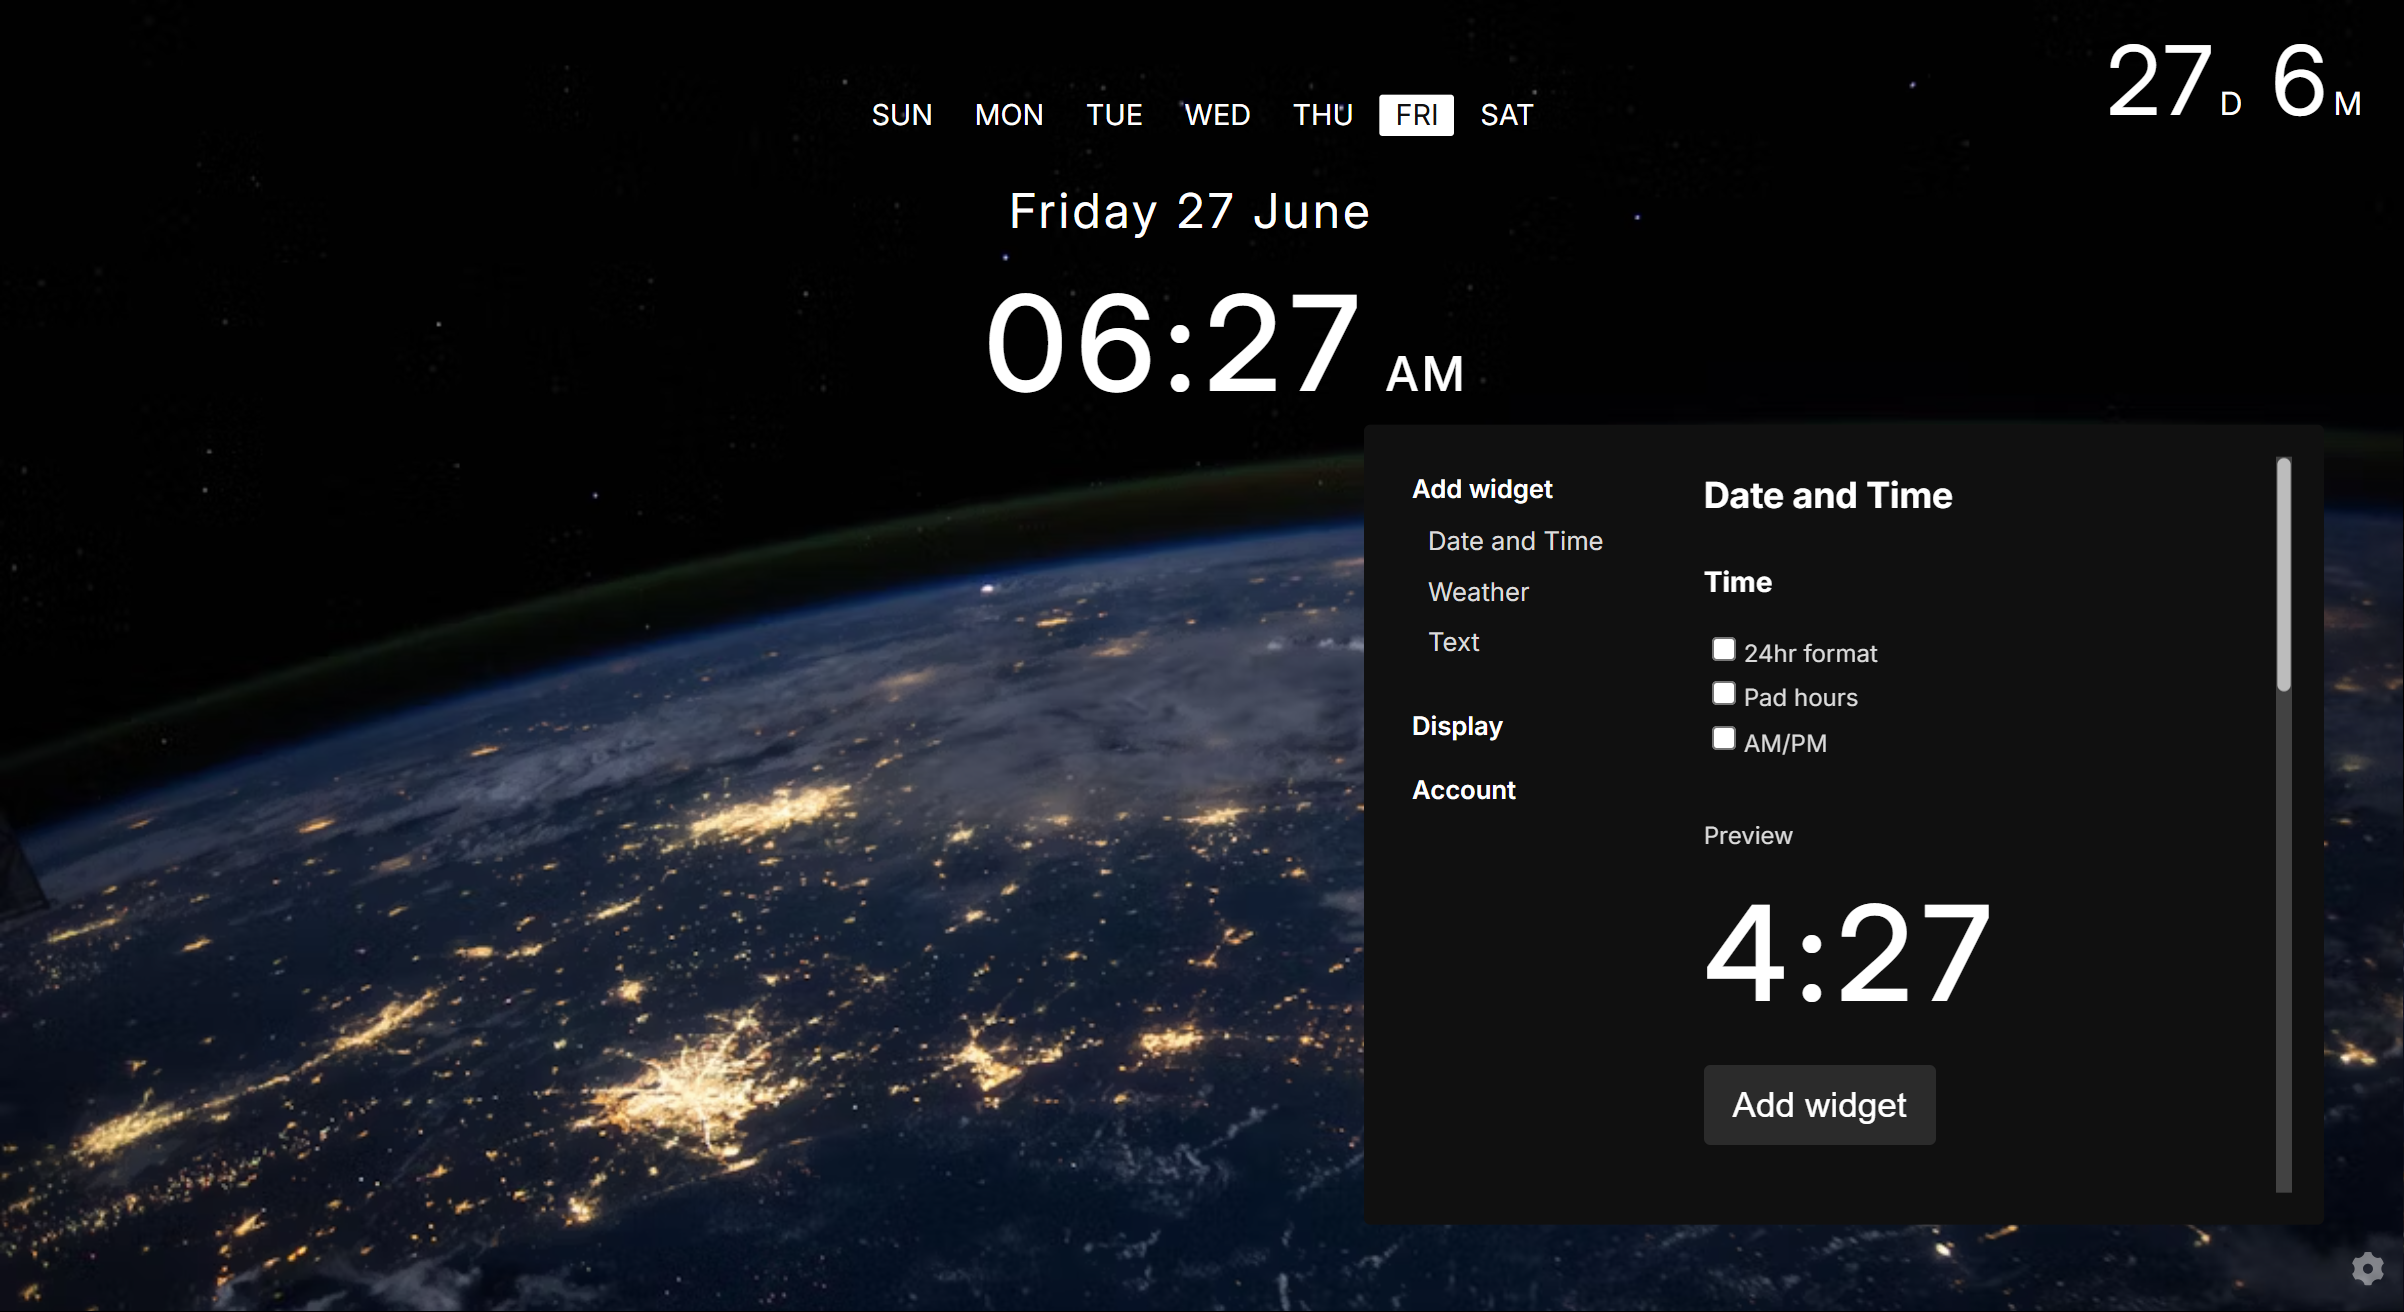 27 D 6 M
SUN MON TUE WED THU FRI SAT
Friday 27 June
06:27 AM
Add widget
Date and Time
Weather
Text
Display
Account
Date and Time
Time
24hr format
Pad hours
AM/PM
Preview
4:27
Add widget